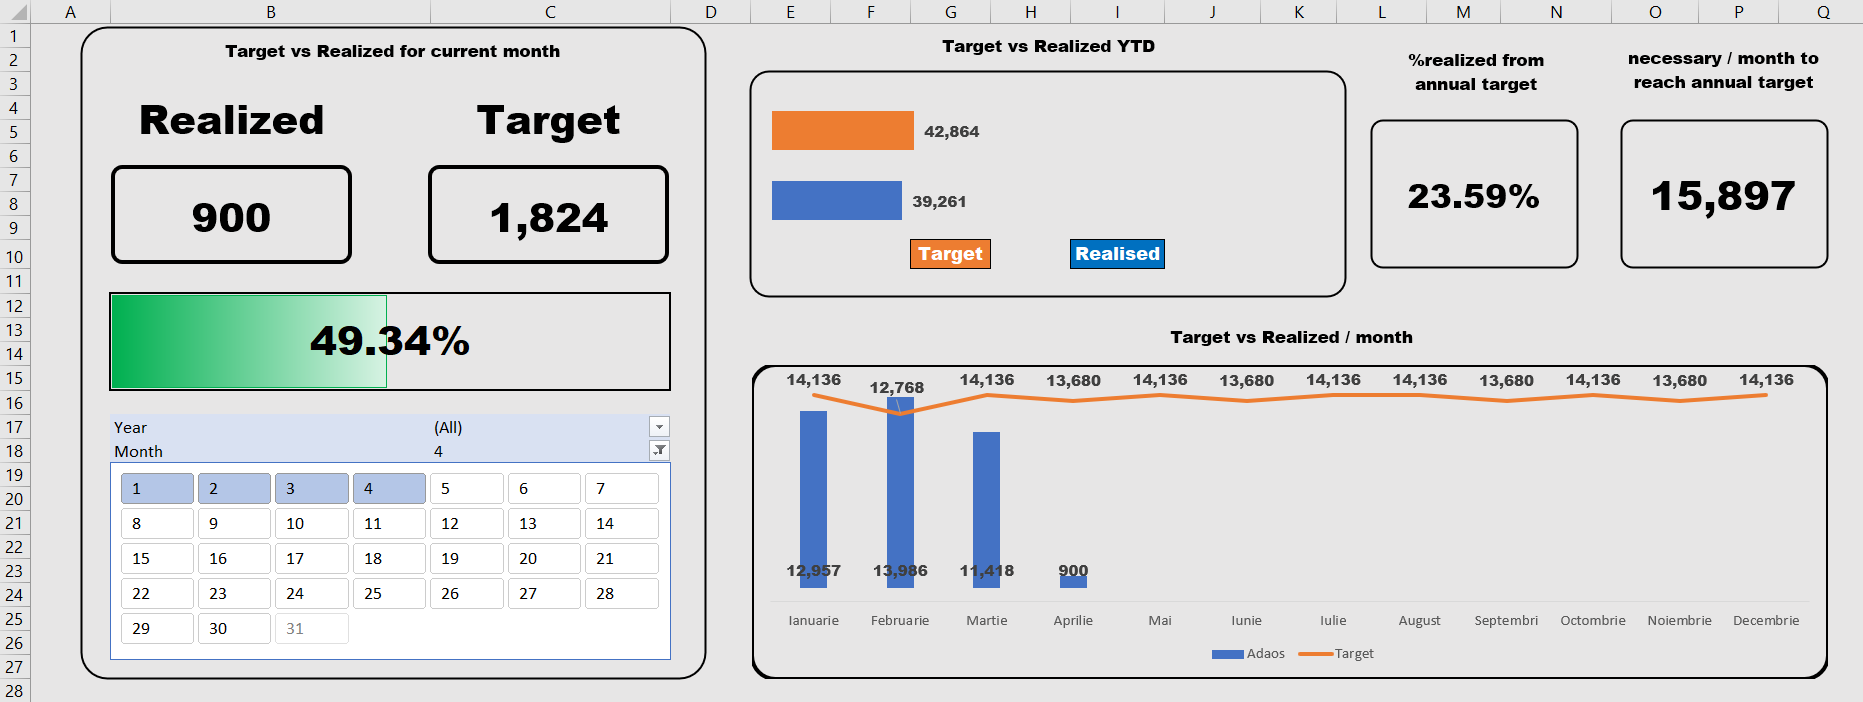 A B C D E F G H I J K L M N O P Q
1
2
3
4
5
6
7
8
9
10
11
12
13
14
15
16
17
18
19
20
21
22
23
24
25
26
27
28
Target vs Realized for current month
Realized Target
900 1,824
49.34%
Year (All)
Month 4
1 2 3 4 5 6 7
8 9 10 11 12 13 14
15 16 17 18 19 20 21
22 23 24 25 26 27 28
29 30 31
Target vs Realized YTD
42,864
39,261
Target Realised
%realized from
annual target
23.59%
necessary / month to
reach annual target
15,897
Target vs Realized / month
14,136 12,768 14,136 13,680 14,136 13,680 14,136 14,136 13,680 14,136 13,680 14,136
12,957 13,986 11,418 900
Ianuarie Februarie Martie Aprilie Mai Iunie Iulie August Septembri Octombrie Noiembrie Decembrie
Adaos Target